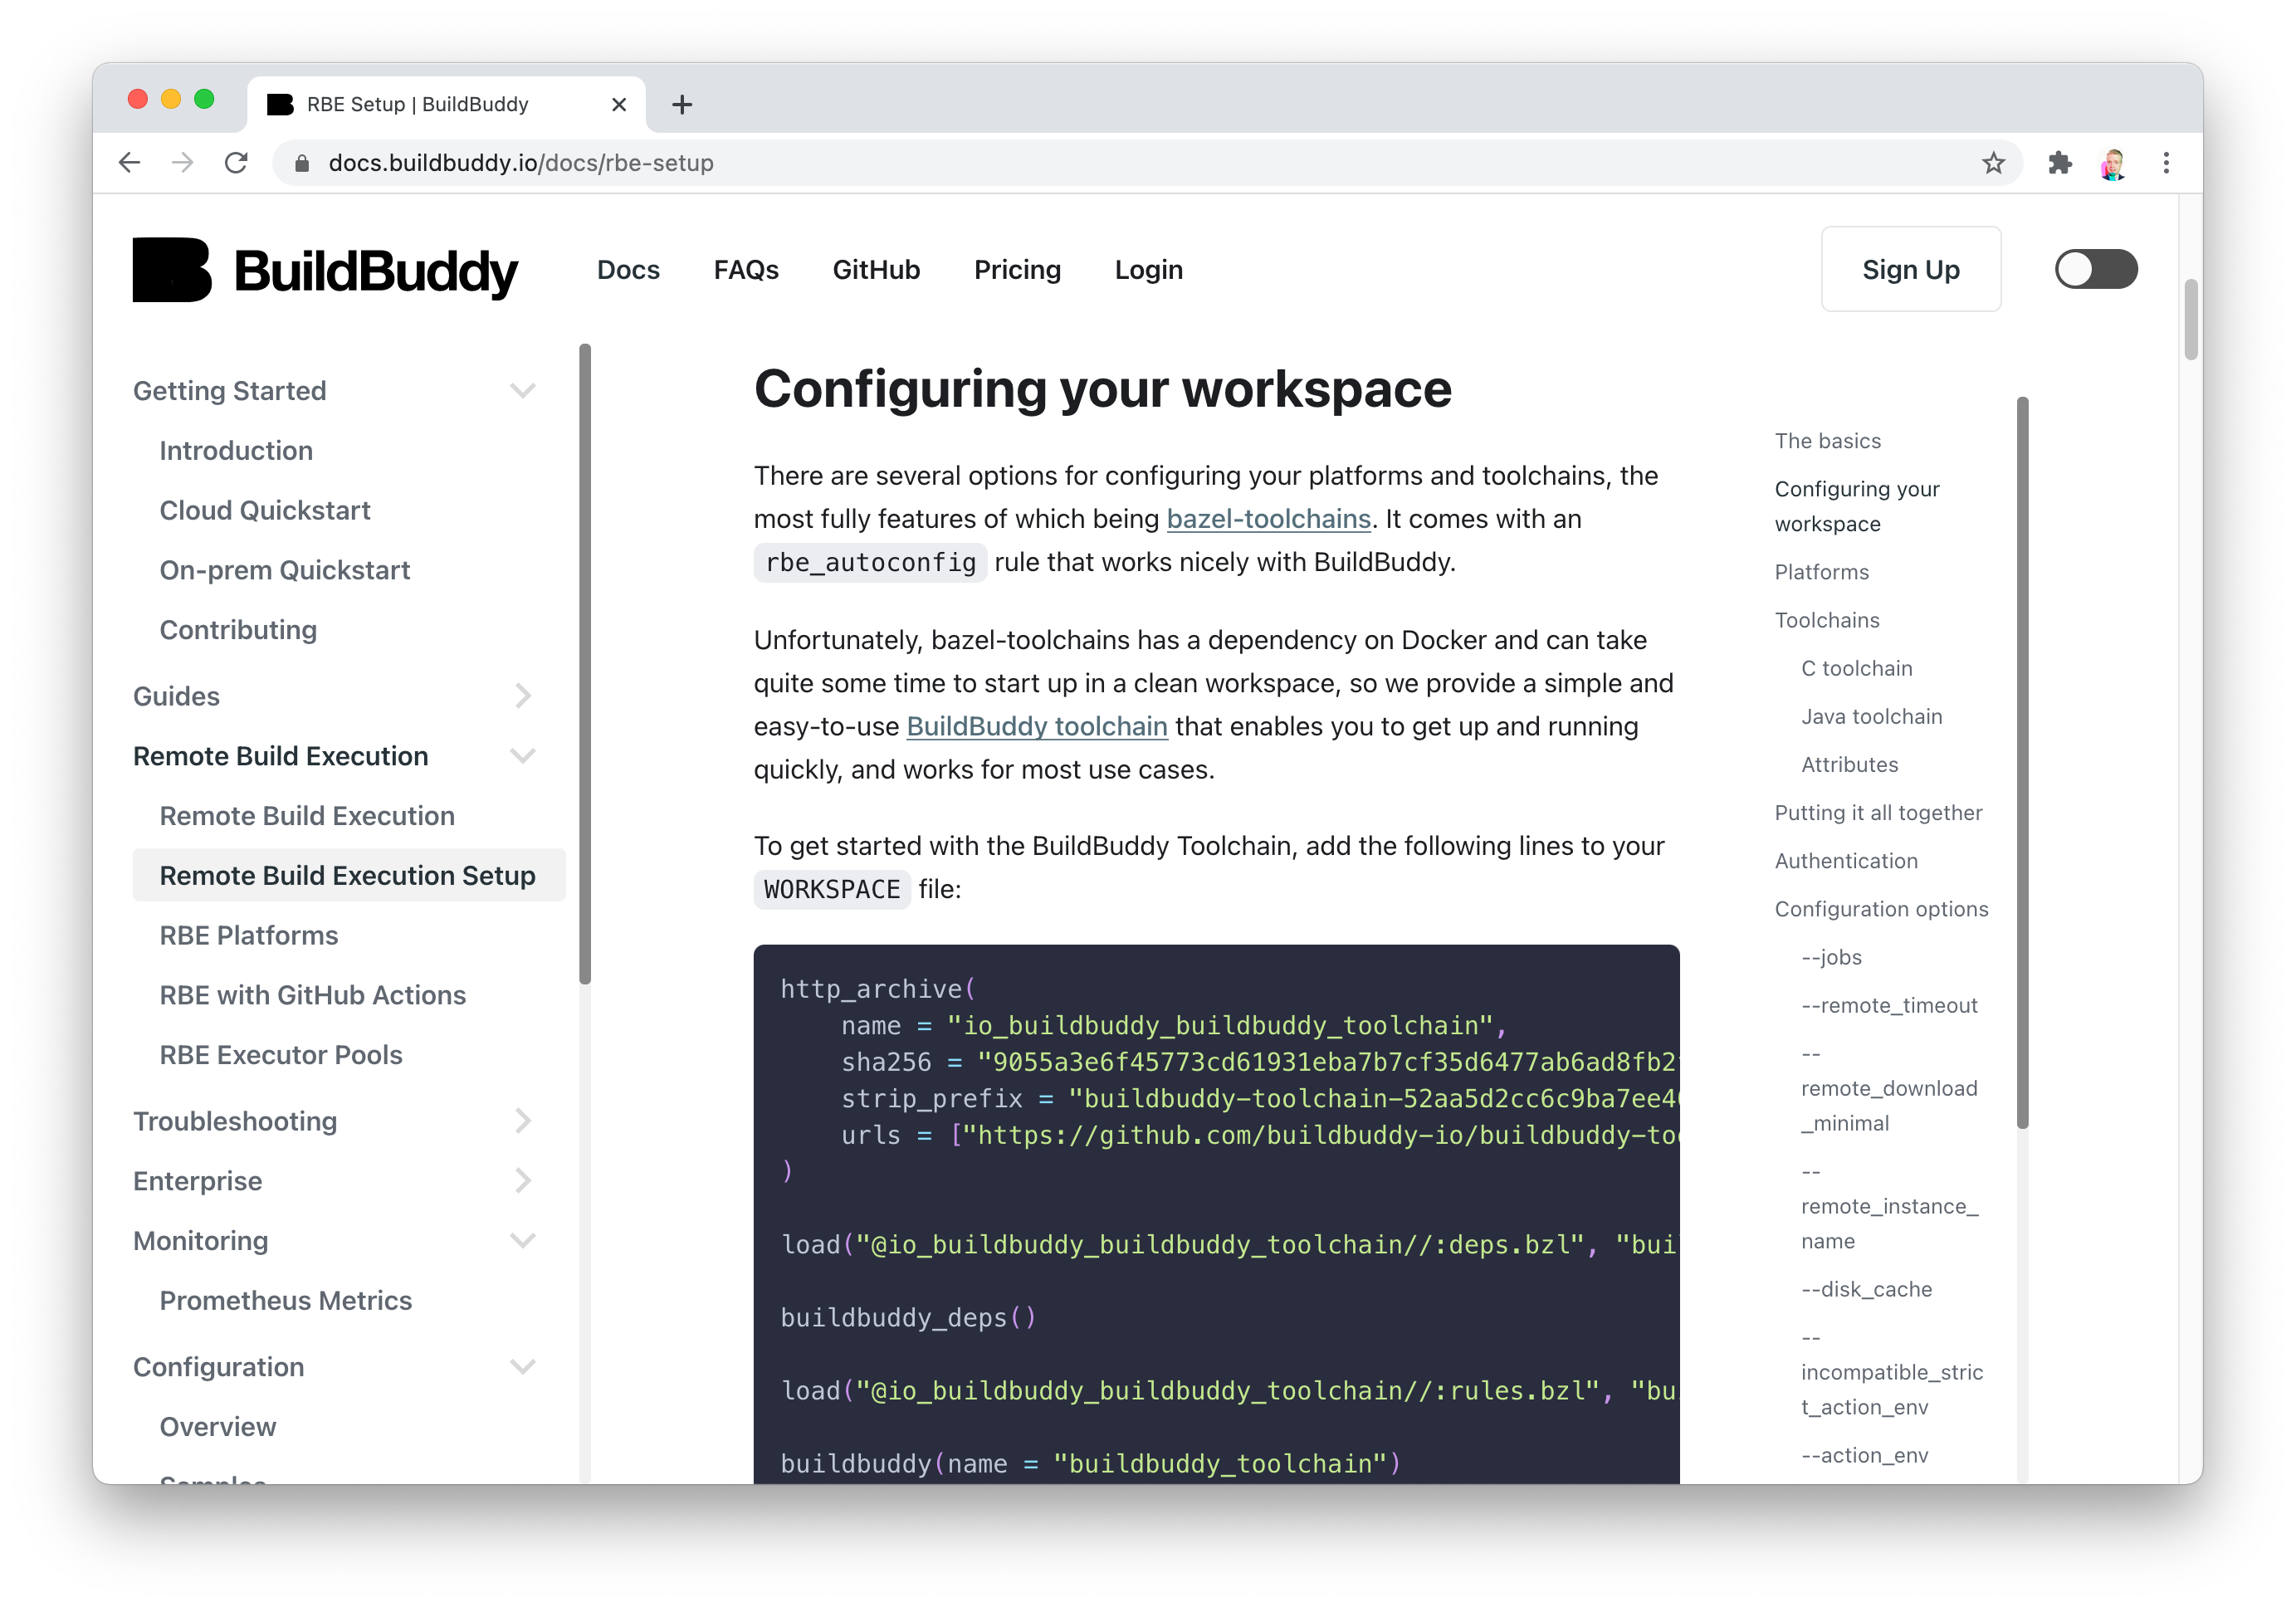 RBE Setup | BuildBuddy
docs.buildbuddy.io/docs/rbe-setup
BuildBuddy
Docs
FAQs
GitHub
Pricing
Login
Sign Up
Getting Started
Introduction
Cloud Quickstart
On-prem Quickstart
Contributing
Guides
Remote Build Execution
Remote Build Execution
Remote Build Execution Setup
RBE Platforms
RBE with GitHub Actions
RBE Executor Pools
Troubleshooting
Enterprise
Monitoring
Prometheus Metrics
Configuration
Overview
Samples
Configuring your workspace
There are several options for configuring your platforms and toolchains, the
most fully features of which being bazel-toolchains. It comes with an
rbe_autoconfig rule that works nicely with BuildBuddy.
Unfortunately, bazel-toolchains has a dependency on Docker and can take
quite some time to start up in a clean workspace, so we provide a simple and
easy-to-use BuildBuddy toolchain that enables you to get up and running
quickly, and works for most use cases.
To get started with the BuildBuddy Toolchain, add the following lines to your
WORKSPACE file:
http_archive(
    name = "io_buildbuddy_buildbuddy_toolchain",
    sha256 = "9055a3e6f45773cd61931eba7b7cf35d6477ab6ad8fb2
    strip_prefix = "buildbuddy-toolchain-52aa5d2cc6c9ba7ee4
    urls = ["https://github.com/buildbuddy-io/buildbuddy-too
)
load("@io_buildbuddy_buildbuddy_toolchain//:deps.bzl", "bui
buildbuddy_deps()
load("@io_buildbuddy_buildbuddy_toolchain//:rules.bzl", "bu
buildbuddy(name = "buildbuddy_toolchain")
The basics
Configuring your
workspace
Platforms
Toolchains
C toolchain
Java toolchain
Attributes
Putting it all together
Authentication
Configuration options
--jobs
--remote_timeout
--
remote_download
_minimal
--
remote_instance_
name
--disk_cache
--
incompatible_stric
t_action_env
--action_env